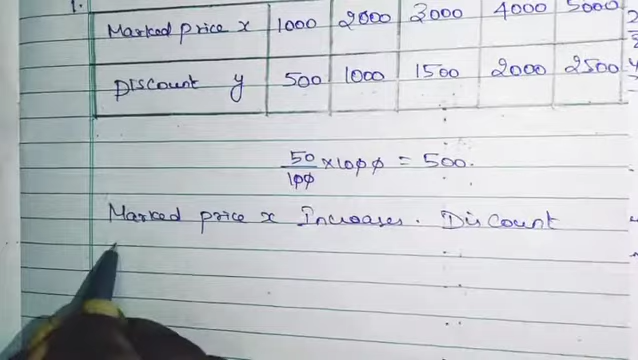 1.
Marked price x 1000 2000 3000 4000 5000
Discount y 500 1000 1500 2000 2500
50/100 x 1000 = 500.
Marked price x Increases. Discount